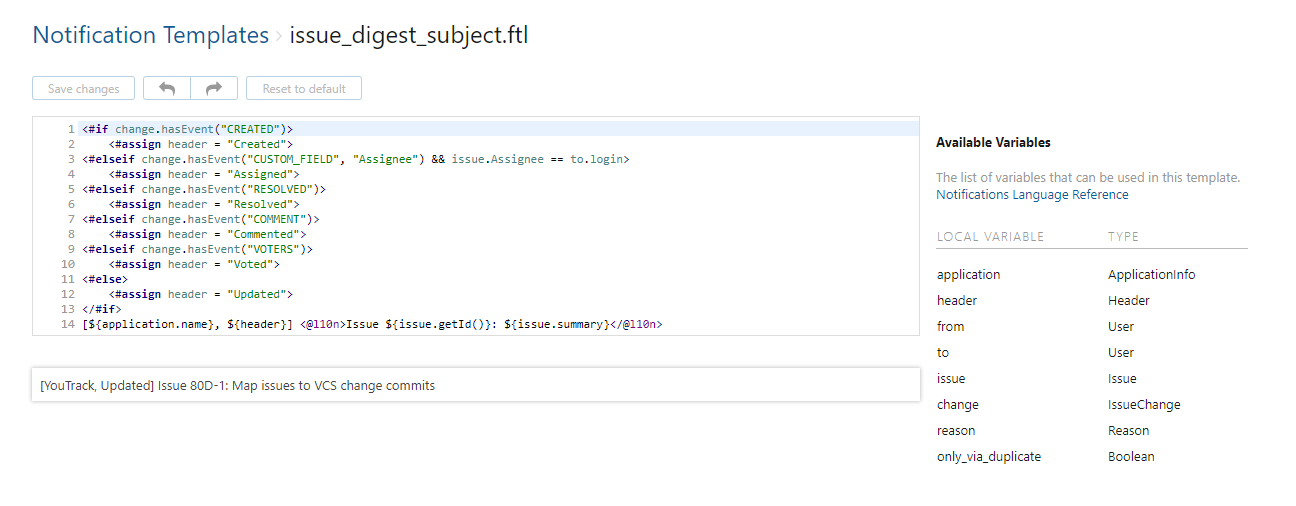 Notification Templates › issue_digest_subject.ftl
Save changes
Reset to default
1 <#if change.hasEvent("CREATED")>
2     <#assign header = "Created">
3 <#elseif change.hasEvent("CUSTOM_FIELD", "Assignee") && issue.Assignee == to.login>
4     <#assign header = "Assigned">
5 <#elseif change.hasEvent("RESOLVED")>
6     <#assign header = "Resolved">
7 <#elseif change.hasEvent("COMMENT")>
8     <#assign header = "Commented">
9 <#elseif change.hasEvent("VOTERS")>
10     <#assign header = "Voted">
11 <#else>
12     <#assign header = "Updated">
13 </#if>
14 [${application.name}, ${header}] <@l10n>Issue ${issue.getId()}: ${issue.summary}</@l10n>
[YouTrack, Updated] Issue 80D-1: Map issues to VCS change commits
Available Variables
The list of variables that can be used in this template.
Notifications Language Reference
LOCAL VARIABLE TYPE
application ApplicationInfo
header Header
from User
to User
issue Issue
change IssueChange
reason Reason
only_via_duplicate Boolean